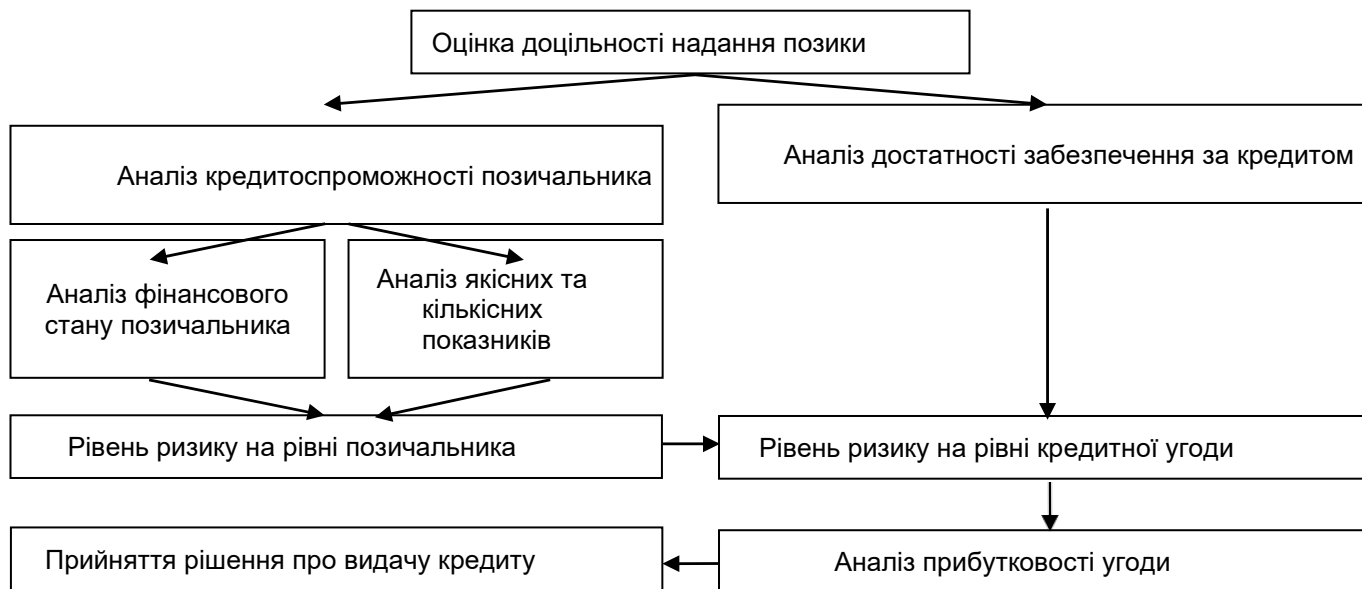 Оцінка доцільності надання позики
Аналіз кредитоспроможності позичальника
Аналіз достатності забезпечення за кредитом
Аналіз фінансового
стану позичальника
Аналіз якісних та
кількісних
показників
Рівень ризику на рівні позичальника
Рівень ризику на рівні кредитної угоди
Прийняття рішення про видачу кредиту
Аналіз прибутковості угоди